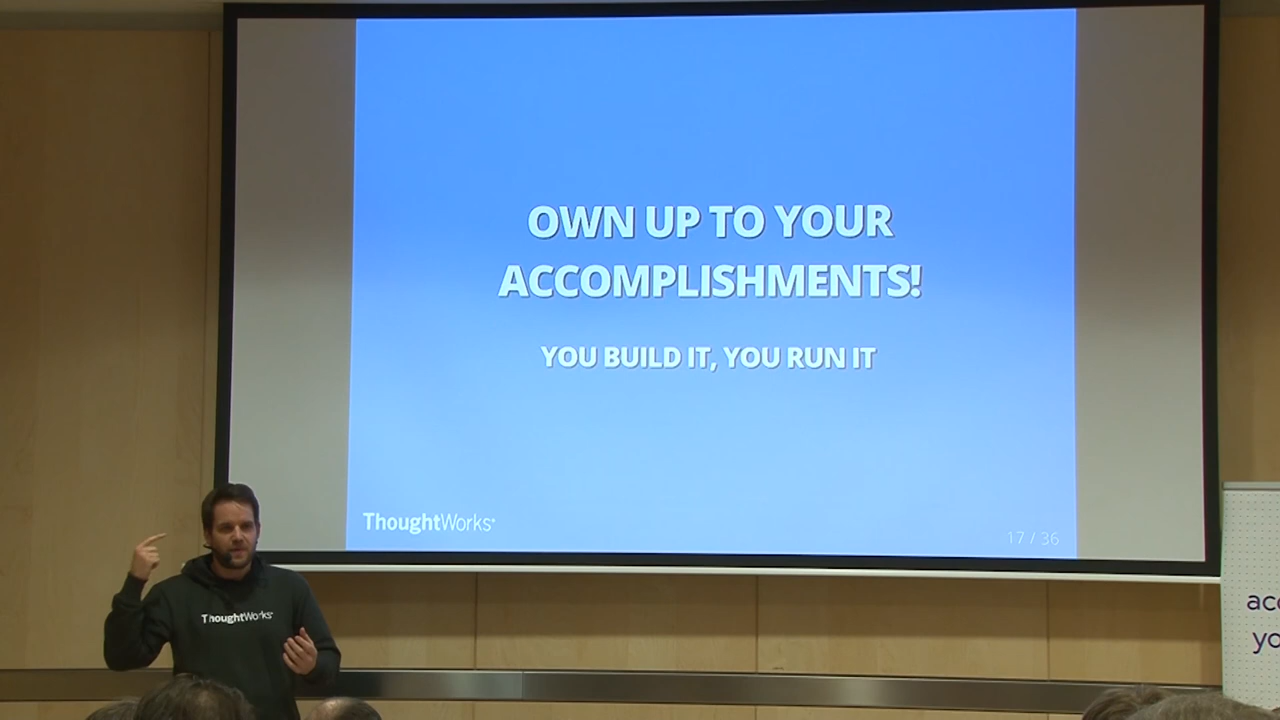 OWN UP TO YOUR
ACCOMPLISHMENTS!
YOU BUILD IT, YOU RUN IT
ThoughtWorks
17 / 36
ThoughtWorks